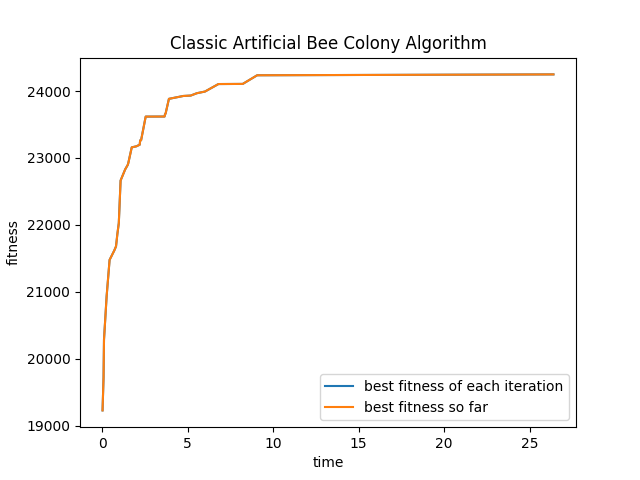 Classic Artificial Bee Colony Algorithm
24000
23000
22000
21000
20000
19000
fitness
0 5 10 15 20 25
time
best fitness of each iteration
best fitness so far